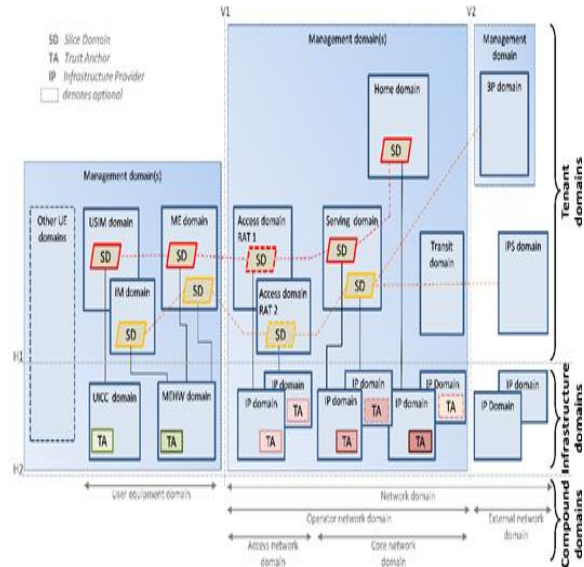 V1
V2
SD Slice Domain
TA Trust Anchor
IP Infrastructure Provider
denotes optional
Management domain(s)
Management
domain
Home domain
3P domain
SD
Management domain(s)
Other UE
domains
USIM domain
ME domain
Access domain
RAT 1
Serving domain
Transit
domain
IPS domain
SD
SD
SD
SD
IM domain
SD
Access domain
RAT 2
SD
SD
SD
H1
UICC domain
MEHW domain
IP domain
IP domain
IP Domain
IP domain
IP domain
IP domain
IP domain
IP Domain
TA
TA
TA
TA
TA
TA
TA
TA
H2
User equipment domain
Network domain
Operator network domain
External network
domain
Access network
domain
Core network
domain
Tenant
domains
Infrastructure
domains
Compound
domains